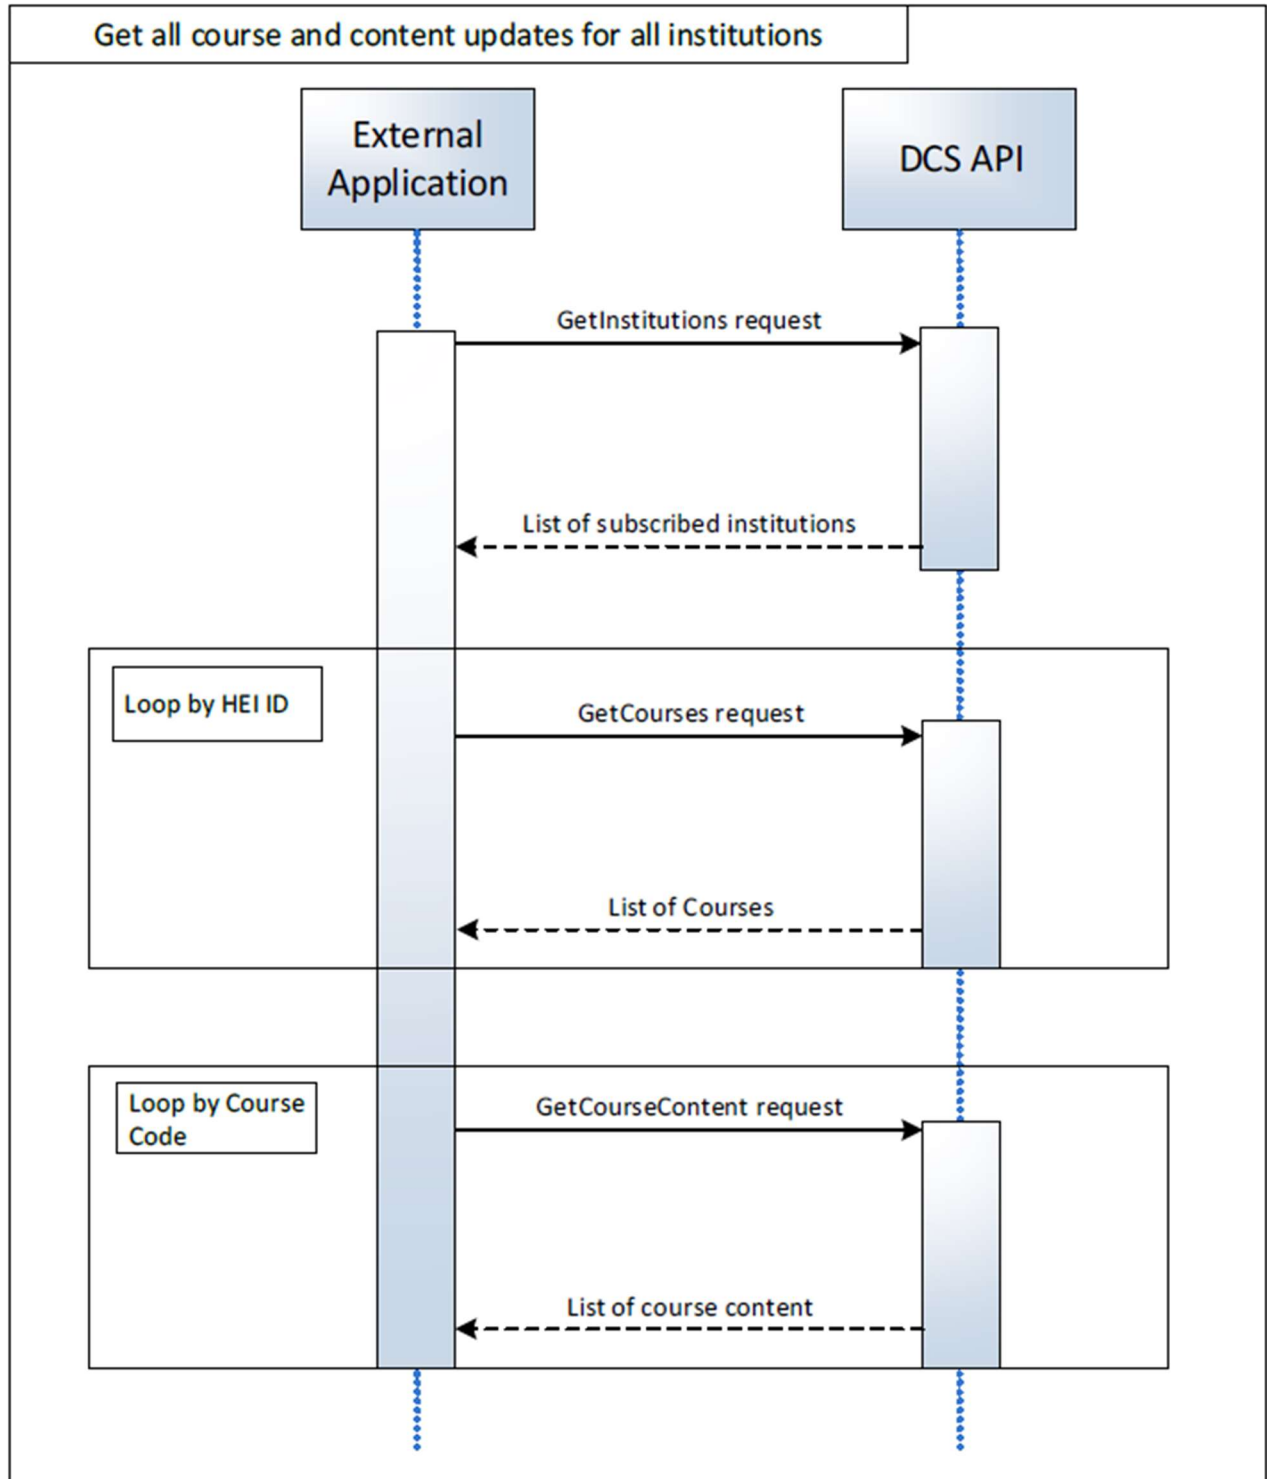 Get all course and content updates for all institutions
External
Application
DCS API
GetInstitutions request
List of subscribed institutions
Loop by HEI ID
GetCourses request
List of Courses
Loop by Course
Code
GetCourseContent request
List of course content